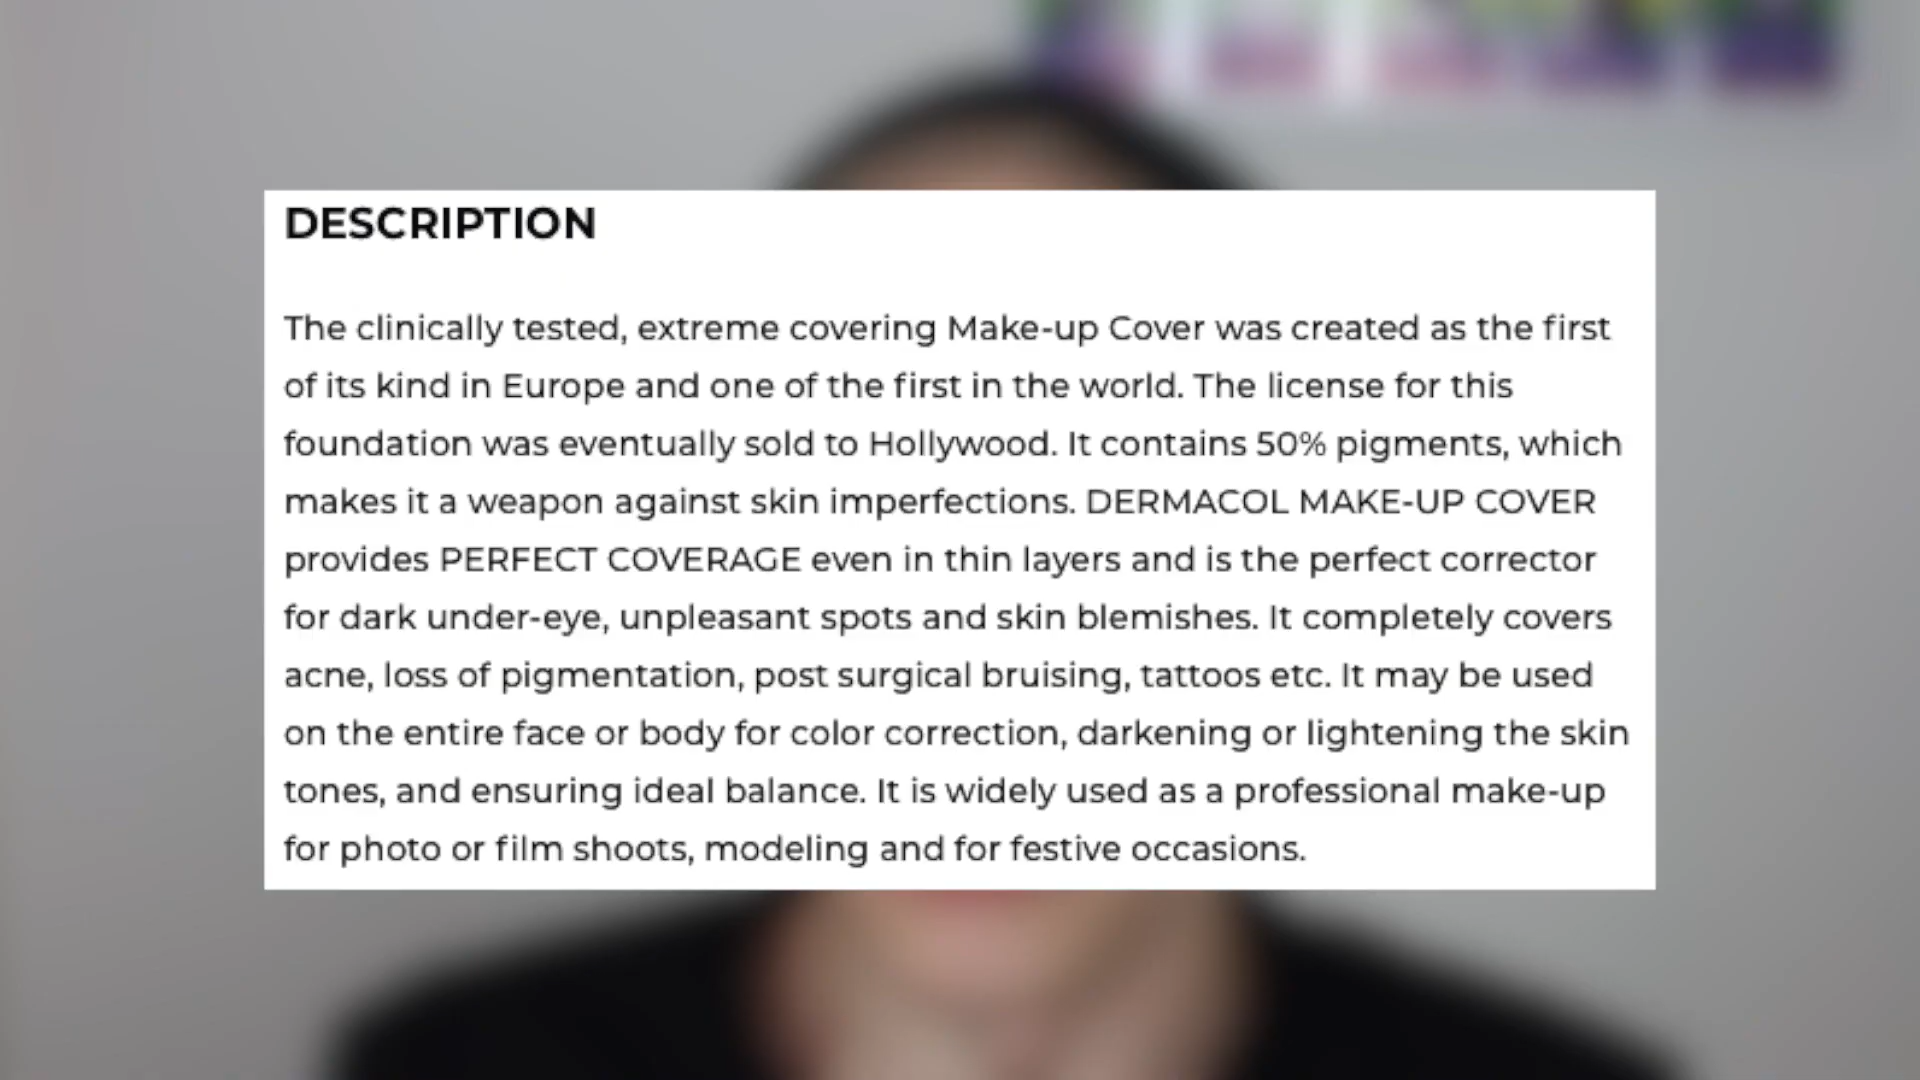 DESCRIPTION
The clinically tested, extreme covering Make-up Cover was created as the first
of its kind in Europe and one of the first in the world. The license for this
foundation was eventually sold to Hollywood. It contains 50% pigments, which
makes it a weapon against skin imperfections. DERMACOL MAKE-UP COVER
provides PERFECT COVERAGE even in thin layers and is the perfect corrector
for dark under-eye, unpleasant spots and skin blemishes. It completely covers
acne, loss of pigmentation, post surgical bruising, tattoos etc. It may be used
on the entire face or body for color correction, darkening or lightening the skin
tones, and ensuring ideal balance. It is widely used as a professional make-up
for photo or film shoots, modeling and for festive occasions.